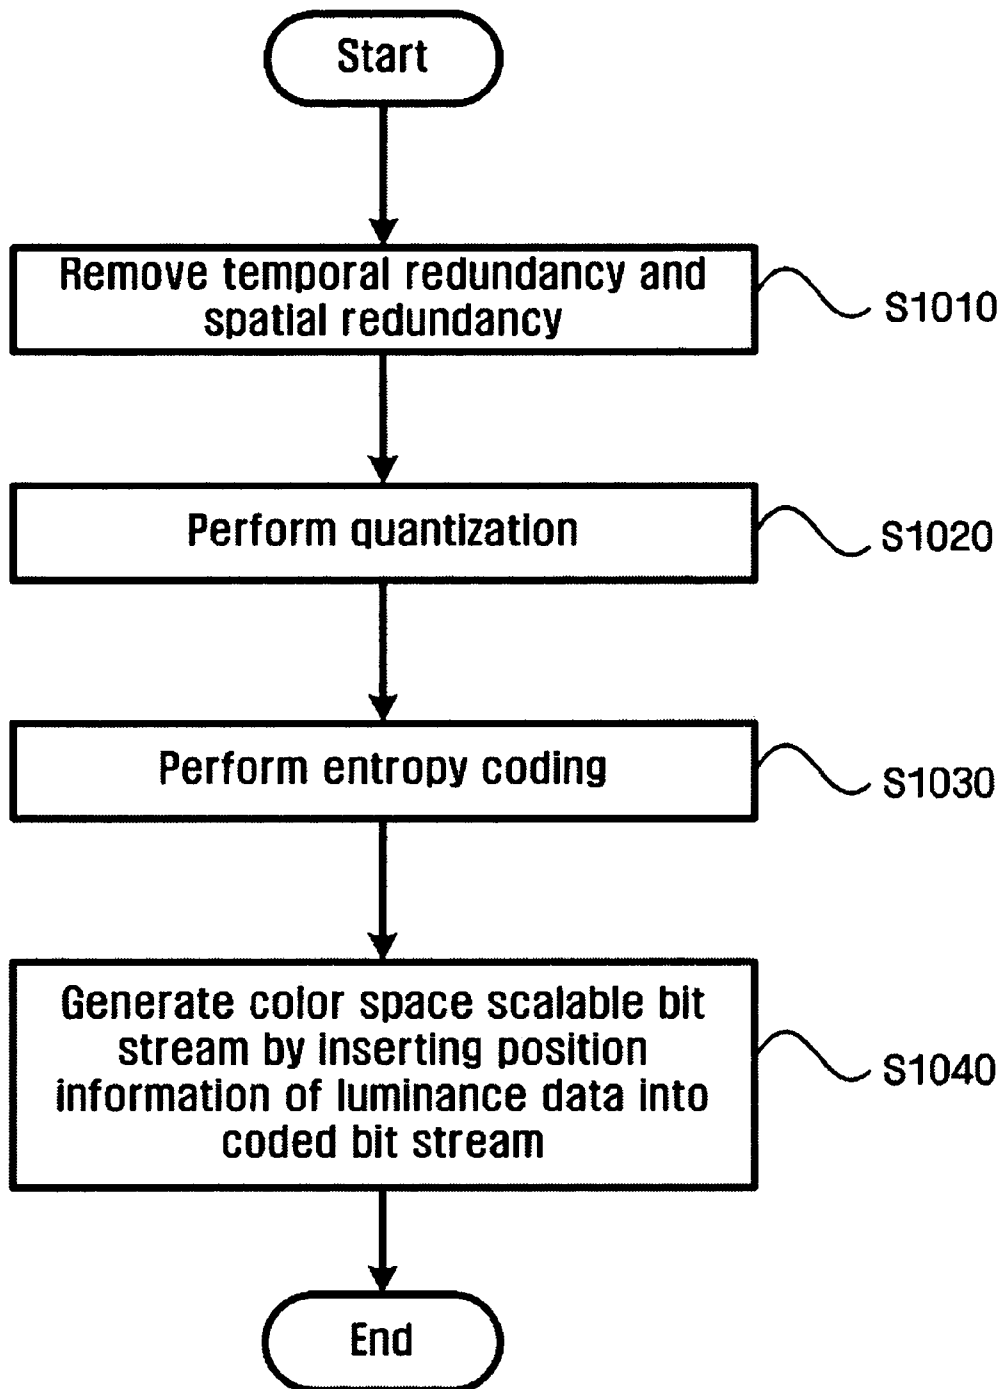 Start
Remove temporal redundancy and
spatial redundancy
S1010
Perform quantization
S1020
Perform entropy coding
S1030
Generate color space scalable bit
stream by inserting position
information of luminance data into
coded bit stream
S1040
End